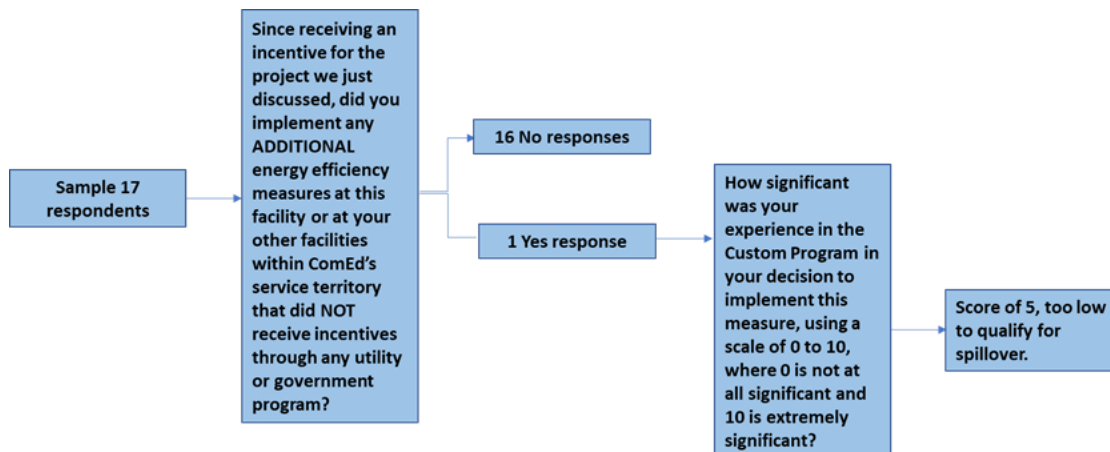 Sample 17
respondents
Since receiving an
incentive for the
project we just
discussed, did you
implement any
ADDITIONAL
energy efficiency
measures at this
facility or at your
other facilities
within ComEd's
service territory
that did NOT
receive incentives
through any utility
or government
program?
16 No responses
1 Yes response
How significant
was your
experience in the
Custom Program in
your decision to
implement this
measure, using a
scale of 0 to 10,
where 0 is not at
all significant and
10 is extremely
significant?
Score of 5, too low
to qualify for
spillover.